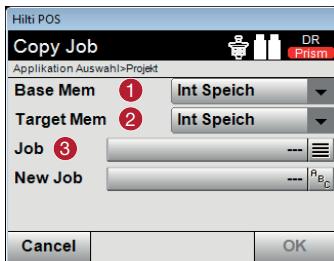 Hilti POS
Copy Job
DR
Prism
Applikation Auswahl>Projekt
Base Mem 1 Int Speich
Target Mem 2 Int Speich
Job 3 ---
New Job --- ABC
Cancel OK